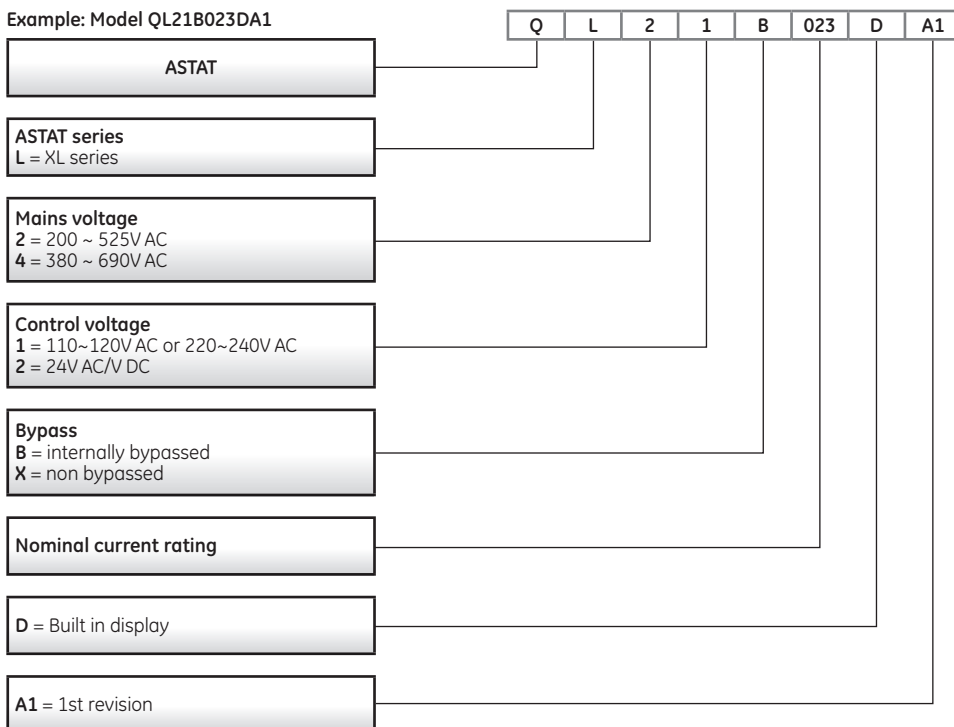 Example: Model QL21B023DA1
Q L 2 1 B 023 D A1
ASTAT
ASTAT series
L = XL series
Mains voltage
2 = 200 ~ 525V AC
4 = 380 ~ 690V AC
Control voltage
1 = 110~120V AC or 220~240V AC
2 = 24V AC/V DC
Bypass
B = internally bypassed
X = non bypassed
Nominal current rating
D = Built in display
A1 = 1st revision